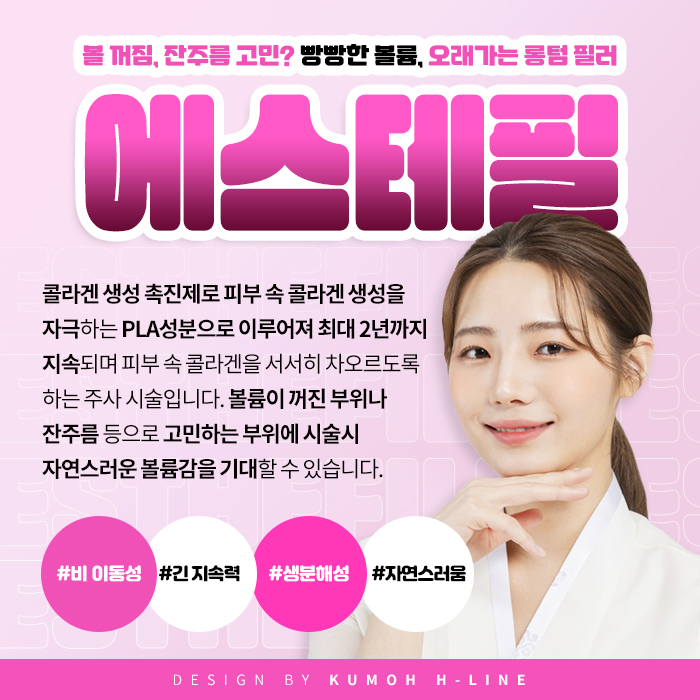 볼 꺼짐, 잔주름 고민? 빵빵한 볼륨, 오래가는 롱텀 필러
에스테필
콜라겐 생성 촉진제로 피부 속 콜라겐 생성을
자극하는 PLA성분으로 이루어져 최대 2년까지
지속되며 피부 속 콜라겐을 서서히 차오르도록
하는 주사 시술입니다. 볼륨이 꺼진 부위나
잔주름 등으로 고민하는 부위에 시술시
자연스러운 볼륨감을 기대할 수 있습니다.
#비 이동성 #긴 지속력 #생분해성 #자연스러움
DESIGN BY KUMOH H-LINE